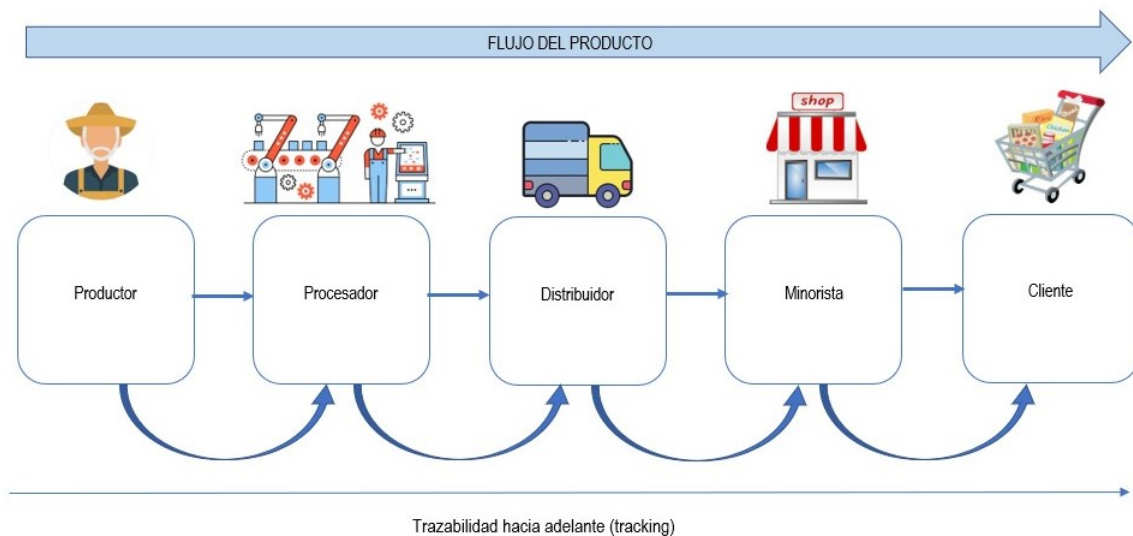 FLUJO DEL PRODUCTO
shop
Productor
Procesador
Distribuidor
Minorista
Cliente
Trazabilidad hacia adelante (tracking)